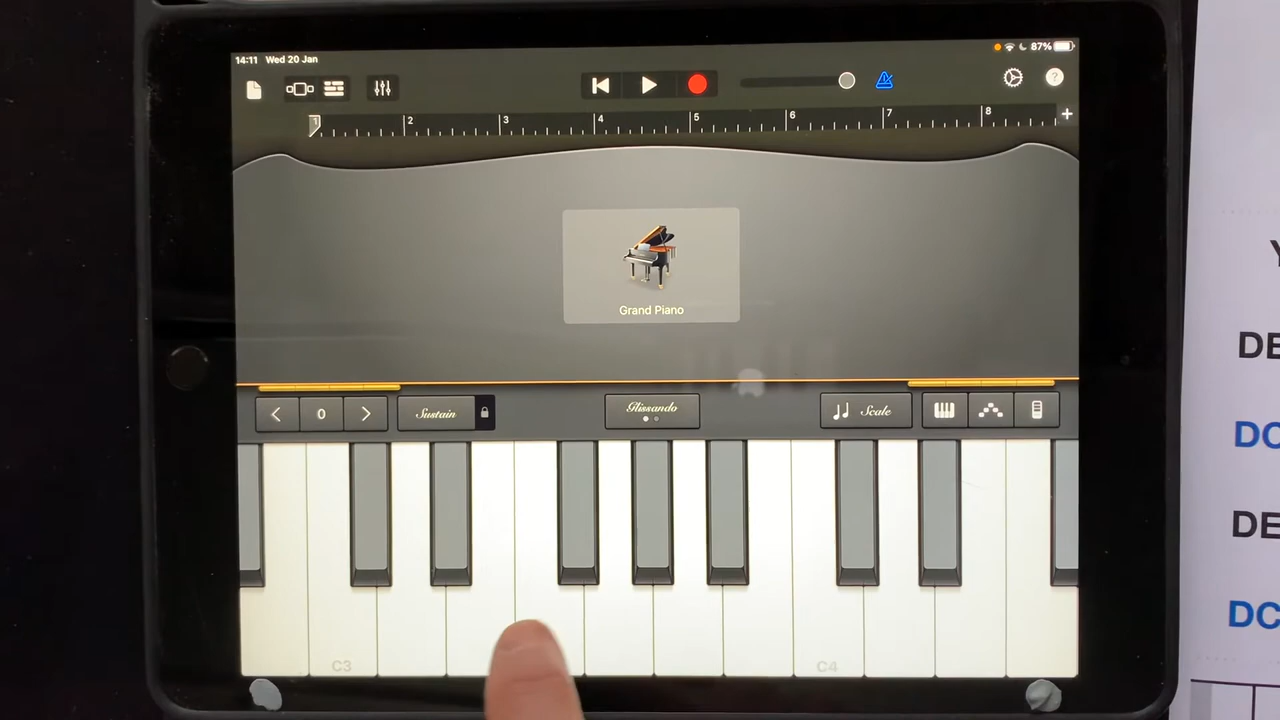 14:11 Wed 20 Jan
87%
1 2 3 4 5 6 7 8 +
?
Grand Piano
< 0 >
Sustain
Glissando
Scale
C3
C4
Y
DE
DC
DE
DC